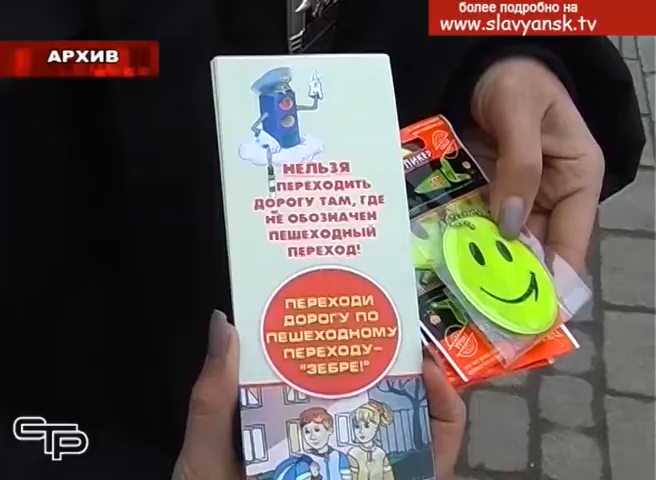 более подробно на
www.slavyansk.tv
АРХИВ
НЕЛЬЗЯ
ПЕРЕХОДИТЬ
ДОРОГУ ТАМ, ГДЕ
НЕ ОБОЗНАЧЕН
ПЕШЕХОДНЫЙ
ПЕРЕХОД!
ПЕРЕХОДИ
ДОРОГУ ПО
ПЕШЕХОДНОМУ
ПЕРЕХОДУ–
"ЗЕБРЕ!"
СТР